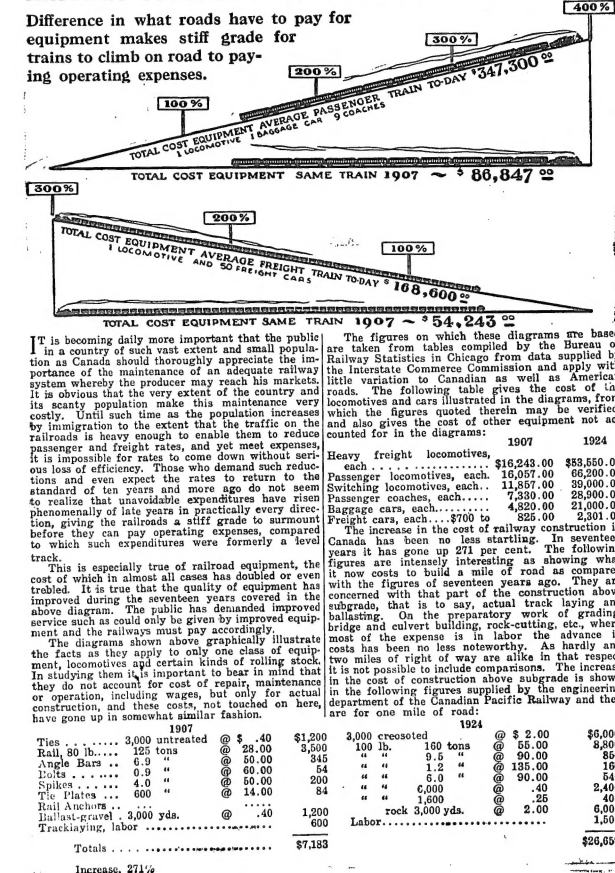 Difference in what roads have to pay for
equipment makes stiff grade for
trains to climb on road to pay-
ing operating expenses.
100%
200%
300%
400%
TOTAL COST EQUIPMENT AVERAGE PASSENGER TRAIN TO-DAY $347,300 00
1 LOCOMOTIVE 1 BAGGAGE CAR 9 COACHES
TOTAL COST EQUIPMENT SAME TRAIN 1907 ~ $86,847 00
300%
200%
100%
TOTAL COST EQUIPMENT AVERAGE FREIGHT TRAIN TO-DAY $168,600 00
1 LOCOMOTIVE AND 50 FREIGHT CARS
TOTAL COST EQUIPMENT SAME TRAIN 1907 ~ $54,243 00
IT is becoming daily more important that the public
in a country of such vast extent and small popula-
tion as Canada should thoroughly appreciate the im-
portance of the maintenance of an adequate railway
system whereby the producer may reach his markets.
It is obvious that the very extent of the country and
its scanty population make this maintenance very
costly. Until such time as the population increases
by immigration to the extent that the traffic on the
railroads is heavy enough to enable them to reduce
passenger and freight rates, and yet meet expenses,
it is impossible for rates to come down without seri-
ous loss of efficiency. Those who demand such reduc-
tions and even expect the rates to return to the
standard of ten years and more ago do not seem
to realize that unavoidable expenditures have risen
phenomenally of late years in practically every direc-
tion, giving the railroads a stiff grade to surmount
before they can pay operating expenses, compared
to which such expenditures were formerly a level
track.
This is especially true of railroad equipment, the
cost of which in almost all cases has doubled or even
trebled. It is true that the quality of equipment has
improved during the seventeen years covered in the
above diagram. The public has demanded improved
service such as could only be given by improved equip-
ment and the railways must pay accordingly.
The diagrams shown above graphically illustrate
the facts as they apply to only one class of equip-
ment, locomotives and certain kinds of rolling stock.
In studying them it is important to bear in mind that
they do not account for cost of repair, maintenance
or operation, including wages, but only for actual
construction, and these costs, not touched on here,
have gone up in somewhat similar fashion.
The figures on which these diagrams are base
are taken from tables compiled by the Bureau o
Railway Statistics in Chicago from data supplied b
the Interstate Commerce Commission and apply wit
little variation to Canadian as well as America
roads. The following table gives the cost of th
locomotives and cars illustrated in the diagrams, from
which the figures quoted therein may be verified
and also gives the cost of other equipment not ac
counted for in the diagrams:
1907 1924
Heavy freight locomotives,
each . . . . . $16,243.00 $83,550.0
Passenger locomotives, each. 16,057.00 66,200.0
Switching locomotives, each.. 11,857.00 39,000.0
Passenger coaches, each..... 7,330.00 28,900.0
Baggage cars, each.......... 4,820.00 21,000.0
Freight cars, each....$700 to 825.00 2,301.0
The increase in the cost of railway construction i
Canada has been no less startling. In seventee
years it has gone up 271 per cent. The followin
figures are intensely interesting as showing wha
it now costs to build a mile of road as compare
with the figures of seventeen years ago. They ar
concerned with that part of the construction abov
subgrade, that is to say, actual track laying an
ballasting. On the preparatory work of grading
bridge and culvert building, rock-cutting, etc., wher
most of the expense is in labor the advance i
costs has been no less noteworthy. As hardly an
two miles of right of way are alike in that respec
it is not possible to include comparisons. The increas
in the cost of construction above subgrade is show
in the following figures supplied by the engineerin
department of the Canadian Pacific Railway and the
are for one mile of road:
1907
Ties . . . . . . . . 3,000 untreated @ $ .40 $1,200
Rail, 80 lb..... 125 tons @ 28.00 3,500
Angle Bars .. 6.9 " @ 50.00 345
Bolts ....... 0.9 " @ 60.00 54
Spikes ...... 4.0 " @ 50.00 200
Tie Plates ... 600 " @ 14.00 84
Rail Anchors .. ... .....
Ballast-gravel . 3,000 yds. @ .40 1,200
Tracklaying, labor .......................... 600
Totals .......................... $7,183
Increase, 271%
1924
3,000 creosoted @ $ 2.00 $6,00
100 lb. 160 tons @ 55.00 8,80
" " 9.5 " @ 90.00 85
" " 1.2 " @ 135.00 16
" " 6.0 " @ 90.00 54
" " 6,000 @ .40 2,40
" " 1,600 @ .25 40
rock 3,000 yds. @ 2.00 6,00
Labor.................................. 1,50
$26,65